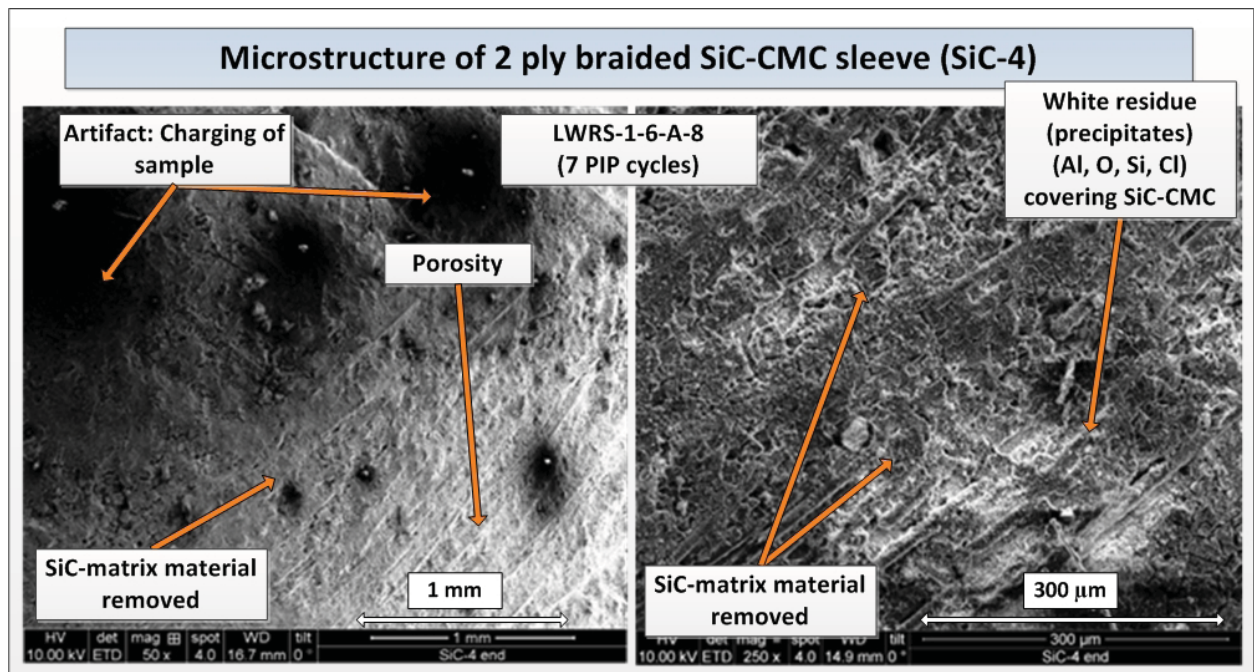 Microstructure of 2 ply braided SiC-CMC sleeve (SiC-4)
Artifact: Charging of
sample
LWRS-1-6-A-8
(7 PIP cycles)
Porosity
SiC-matrix material
removed
1 mm
HV det mag ⊞ spot WD tilt
10.00 kV ETD 50 x 4.0 16.7 mm 0 °
1 mm
SiC-4 end
White residue
(precipitates)
(Al, O, Si, Cl)
covering SiC-CMC
SiC-matrix material
removed
300 µm
HV det mag spot WD tilt
10.00 kV ETD 250 x 4.0 14.9 mm 0 °
300 µm
SiC-4 end